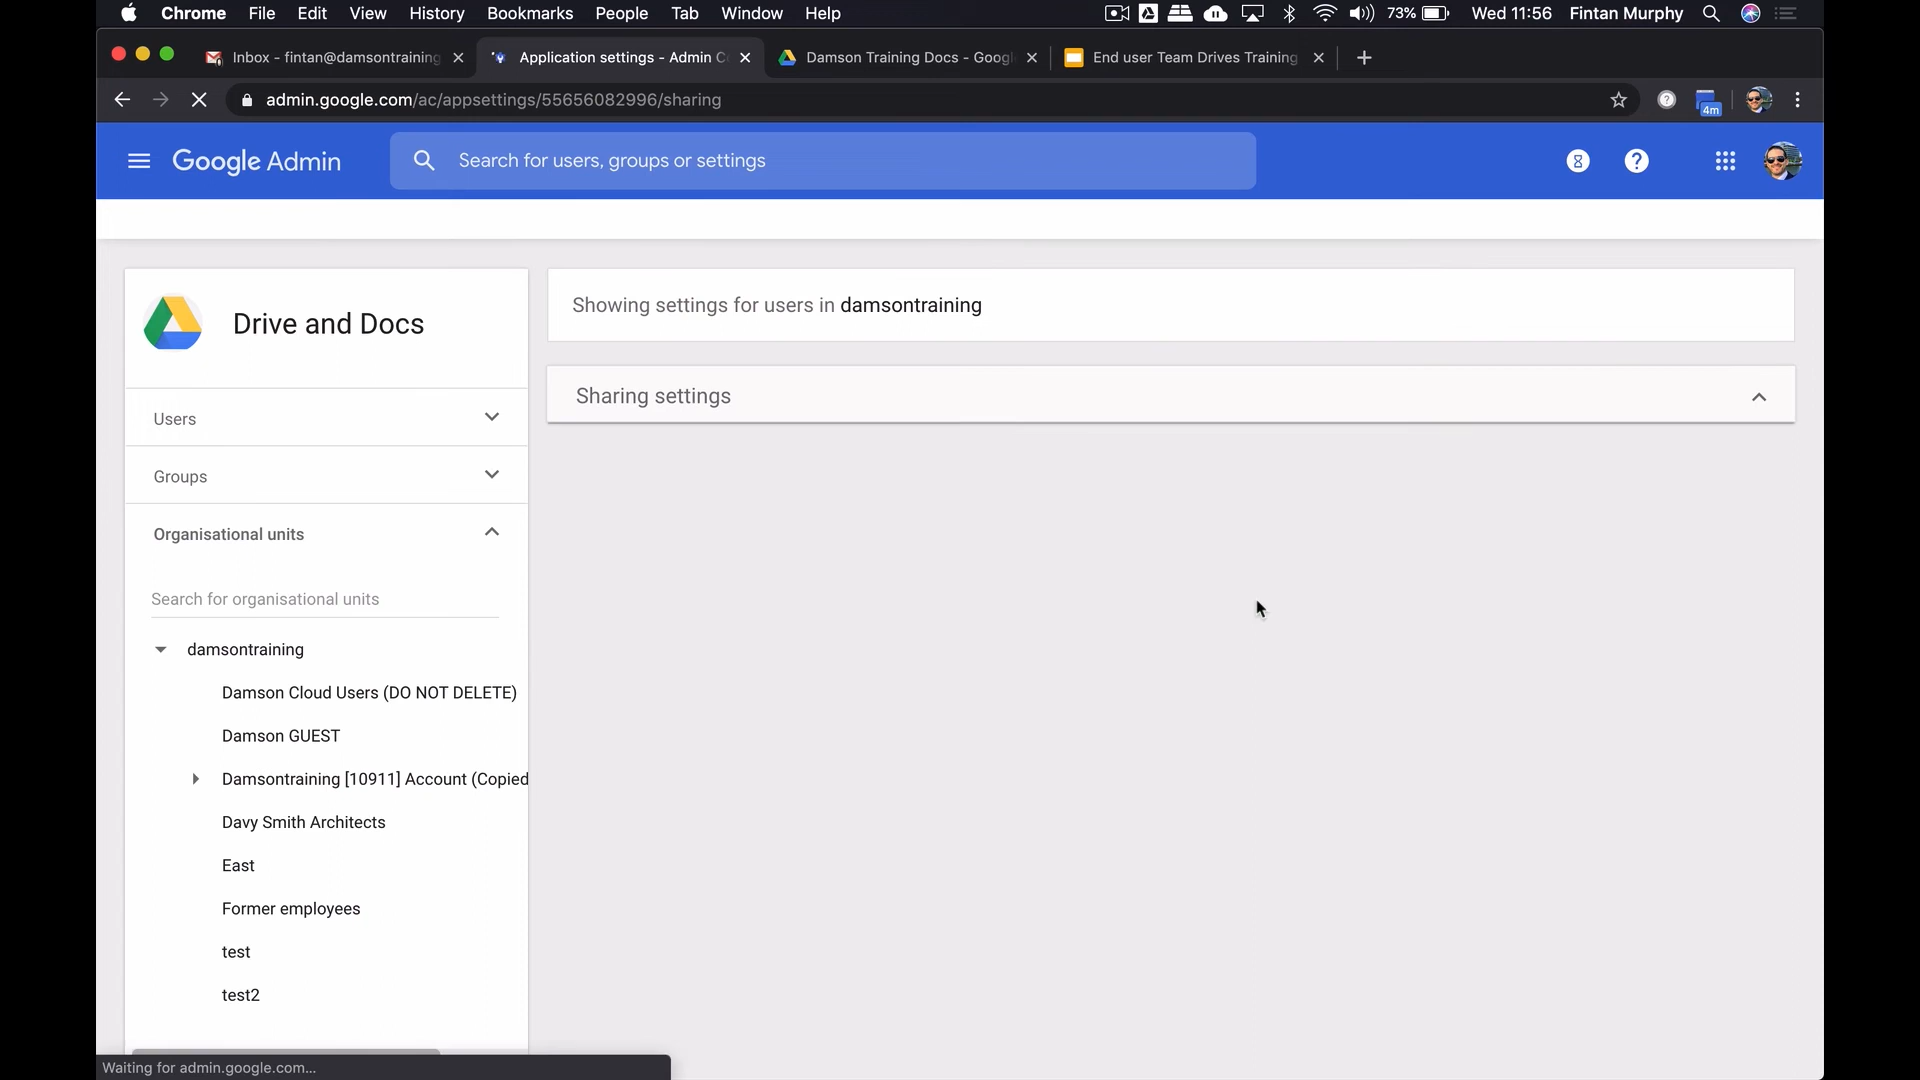 Chrome File Edit View History Bookmarks People Tab Window Help 73% Wed 11:56 Fintan Murphy
Inbox - fintan@damsontraining Application settings - Admin C Damson Training Docs - Googl End user Team Drives Training
admin.google.com/ac/appsettings/55656082996/sharing
4m
Google Admin
Search for users, groups or settings
Drive and Docs
Showing settings for users in damsontraining
Sharing settings
Users
Groups
Organisational units
Search for organisational units
damsontraining
Damson Cloud Users (DO NOT DELETE)
Damson GUEST
Damsontraining [10911] Account (Copied
Davy Smith Architects
East
Former employees
test
test2
Waiting for admin.google.com...